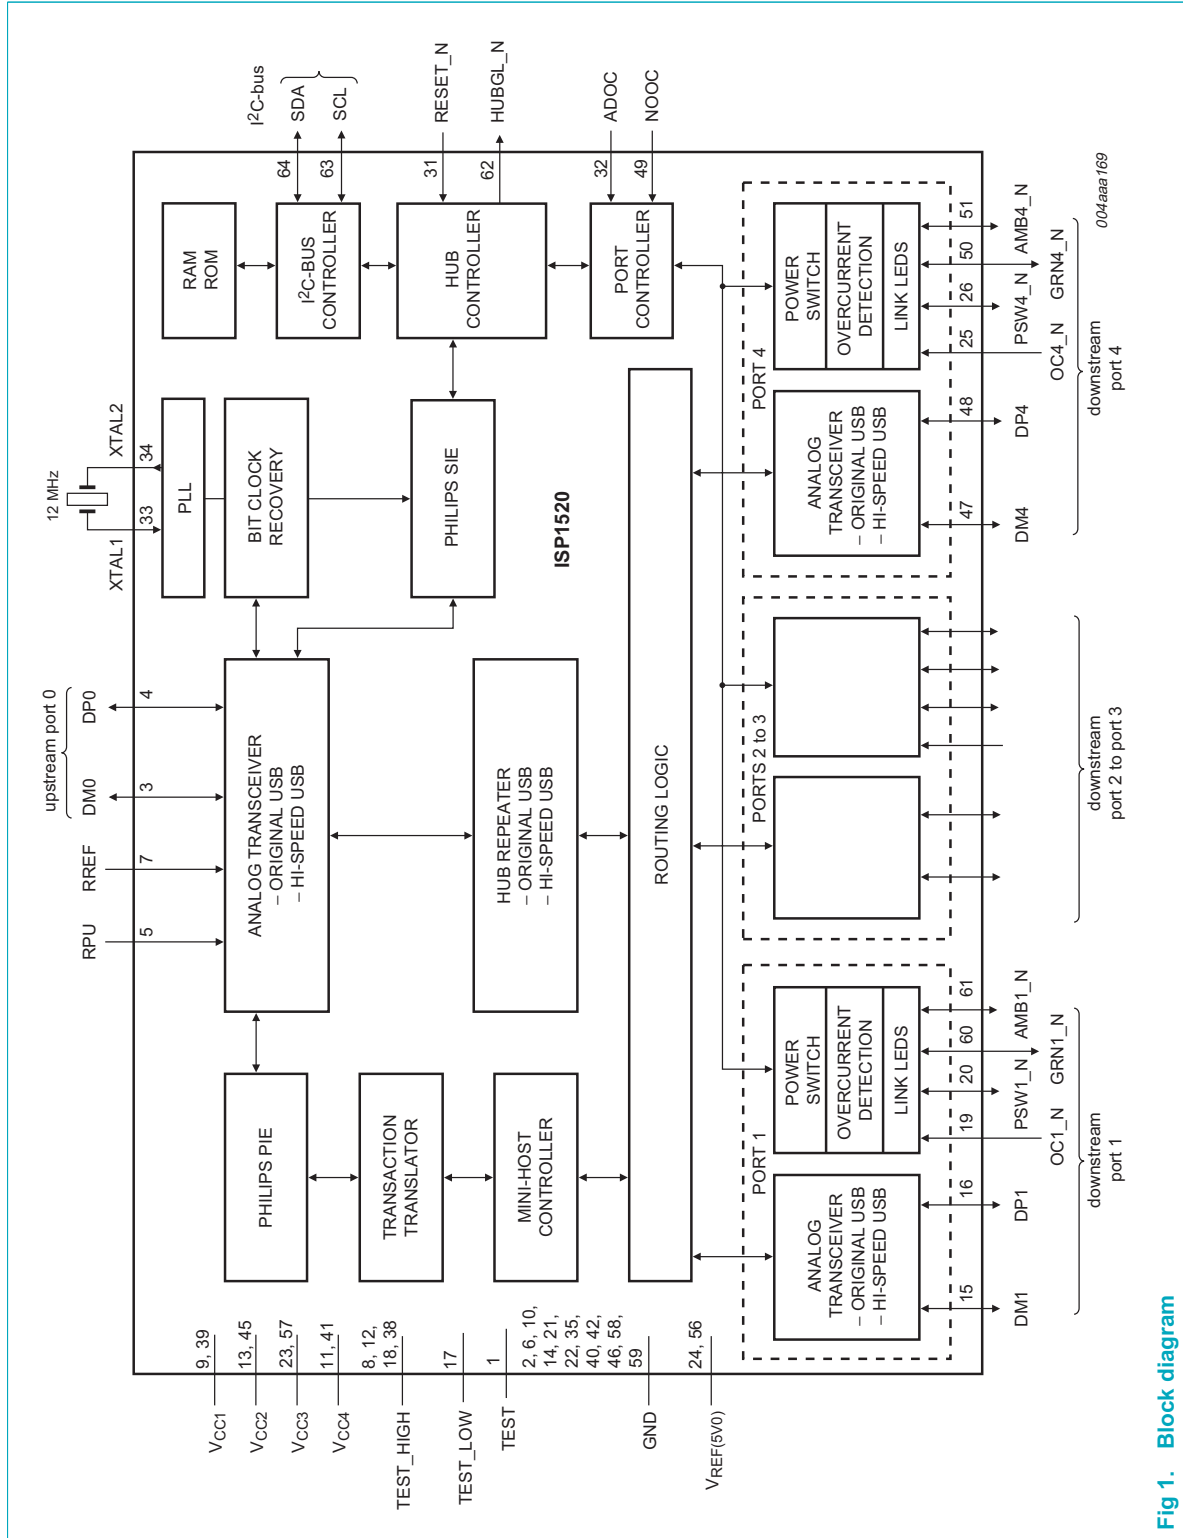 12 MHz
upstream port 0
I²C-bus
RPU
RREF
DM0
DP0
XTAL1
XTAL2
SDA
SCL
RESET_N
HUBGL_N
ADOC
NOOC
5
7
3
4
33
34
64
63
31
62
32
49
VCC1
9, 39
VCC2
13, 45
VCC3
23, 57
VCC4
11, 41
TEST_HIGH
8, 12,
18, 38
TEST_LOW
17
TEST
1
GND
2, 6, 10,
14, 21,
22, 35,
40, 42,
46, 58,
59
VREF(5V0)
24, 56
PHILIPS PIE
TRANSACTION
TRANSLATOR
MINI-HOST
CONTROLLER
ANALOG TRANSCEIVER
– ORIGINAL USB
– HI-SPEED USB
HUB REPEATER
– ORIGINAL USB
– HI-SPEED USB
PLL
BIT CLOCK
RECOVERY
PHILIPS SIE
ISP1520
RAM
ROM
I²C-BUS
CONTROLLER
HUB
CONTROLLER
PORT
CONTROLLER
ROUTING LOGIC
PORT 1
ANALOG
TRANSCEIVER
– ORIGINAL USB
– HI-SPEED USB
POWER
SWITCH
OVERCURRENT
DETECTION
LINK LEDS
PORTS 2 to 3
PORT 4
ANALOG
TRANSCEIVER
– ORIGINAL USB
– HI-SPEED USB
POWER
SWITCH
OVERCURRENT
DETECTION
LINK LEDS
15
16
19
20
60
61
47
48
25
26
50
51
DM1
DP1
OC1_N
PSW1_N
GRN1_N
AMB1_N
DM4
DP4
OC4_N
PSW4_N
GRN4_N
AMB4_N
downstream
port 1
downstream
port 2 to port 3
downstream
port 4
004aaa169
Fig 1. Block diagram